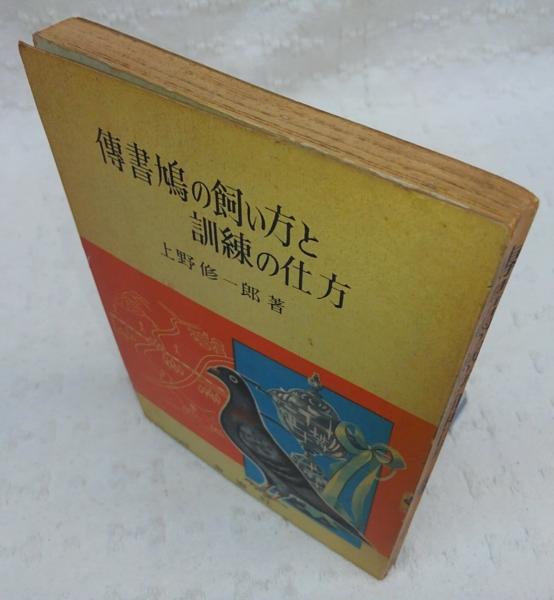 傳書鳩の飼い方と
訓練の仕方
上野修一郎著